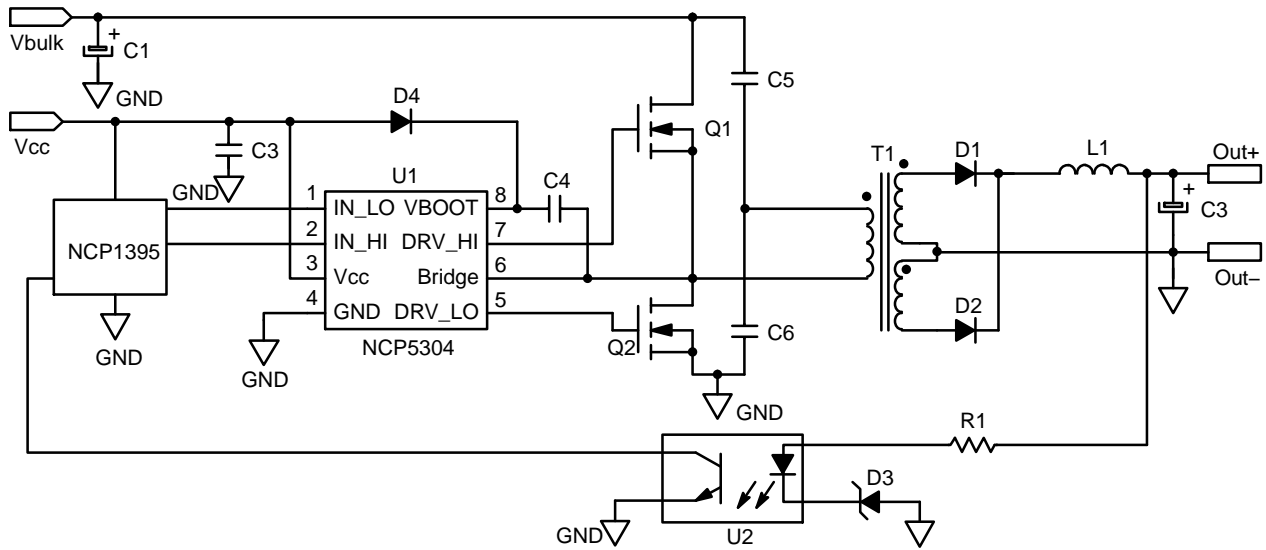 Vbulk
+
C1
GND
C5
D4
Q1
Vcc
C3
GND
U1
C4
T1
D1
L1
Out+
+
C3
NCP1395
1
IN_LO
VBOOT
8
2
IN_HI
DRV_HI
7
3
Vcc
Bridge
6
4
GND
DRV_LO
5
Out–
D2
GND
GND
NCP5304
Q2
C6
GND
R1
D3
GND
U2